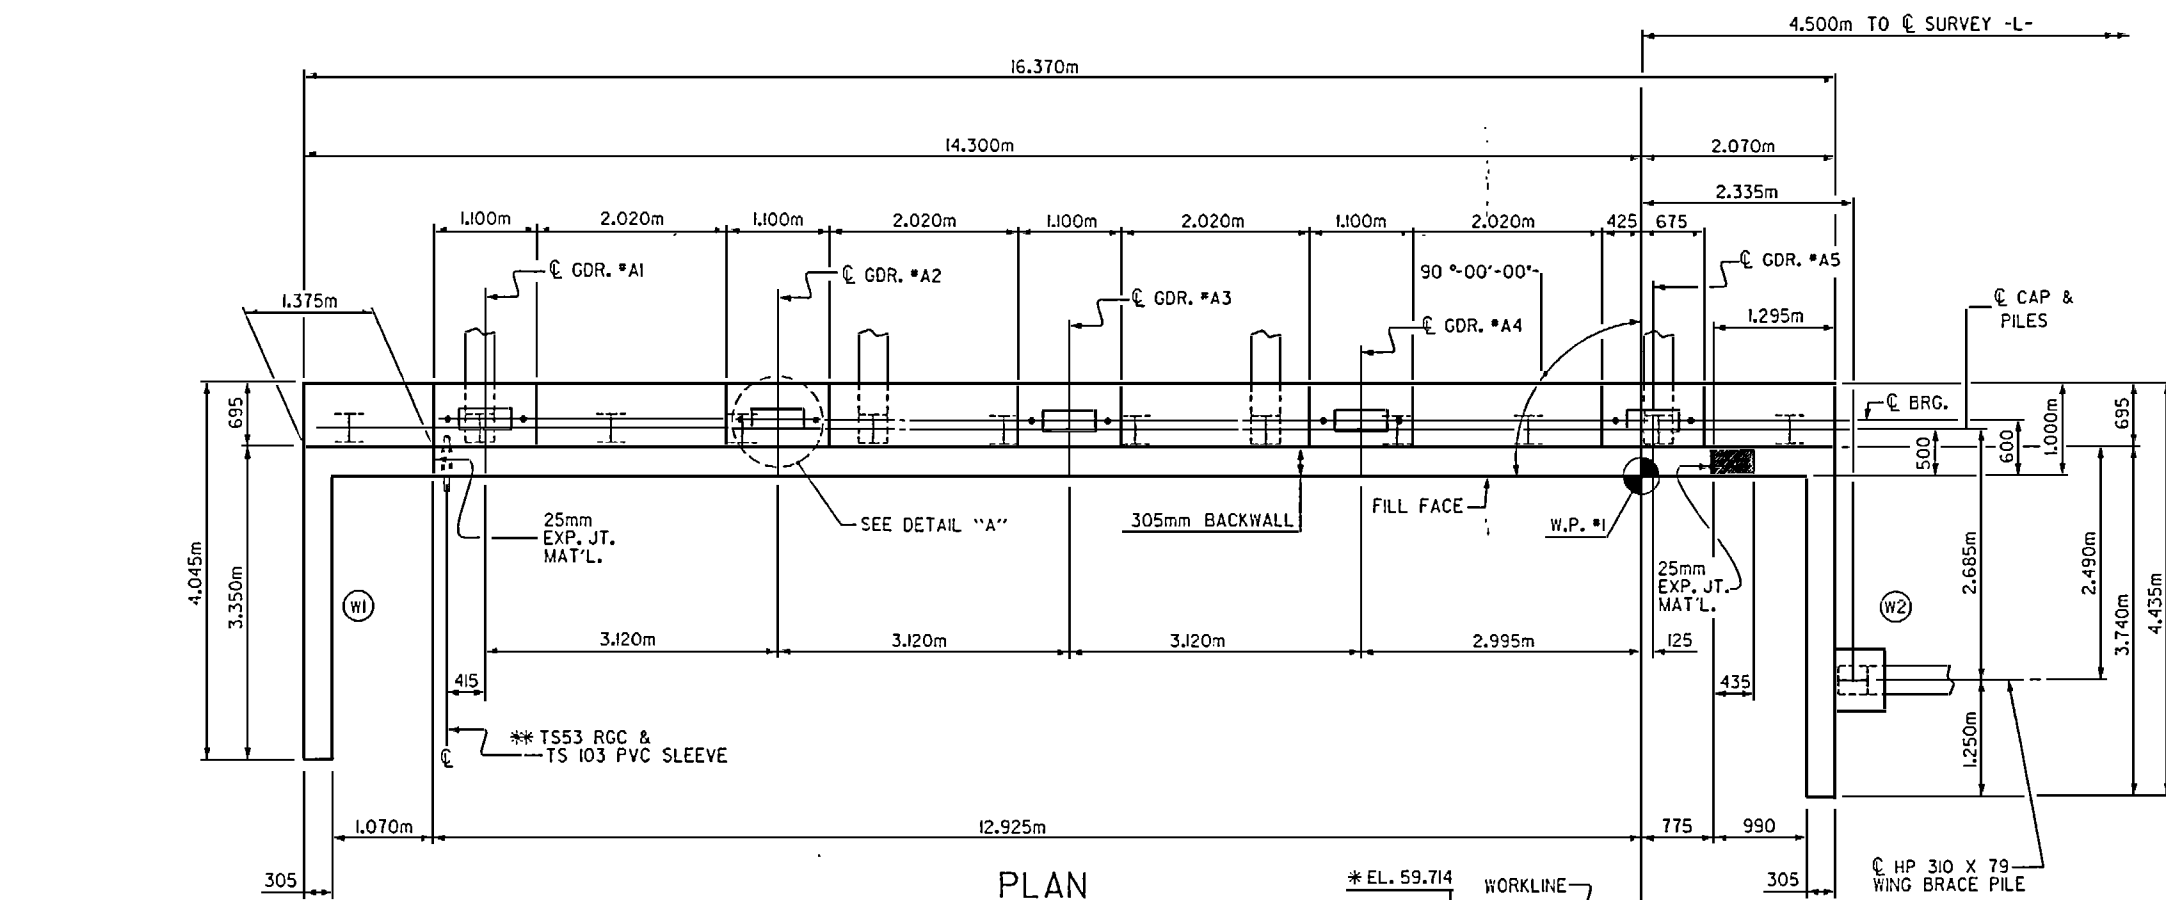 4.500m TO ℄ SURVEY -L-
16.370m
14.300m
2.070m
2.335m
1.100m
2.020m
1.100m
2.020m
1.100m
2.020m
1.100m
2.020m
425
675
℄ GDR. #A1
℄ GDR. #A2
℄ GDR. #A3
℄ GDR. #A4
90°-00'-00"
℄ GDR. #A5
1.375m
1.295m
℄ CAP &
PILES
℄ BRG.
695
500
600
1.000m
695
25mm
EXP. JT.
MAT'L.
SEE DETAIL "A"
305mm BACKWALL
FILL FACE
W.P. #1
25mm
EXP. JT.
MAT'L.
4.045m
3.350m
W1
W2
2.685m
2.490m
3.740m
4.435m
3.120m
3.120m
3.120m
2.995m
125
415
435
** TS53 RGC &
TS 103 PVC SLEEVE
℄
1.250m
1.070m
12.925m
775
990
305
PLAN
* EL. 59.714
WORKLINE
305
℄ HP 310 X 79
WING BRACE PILE